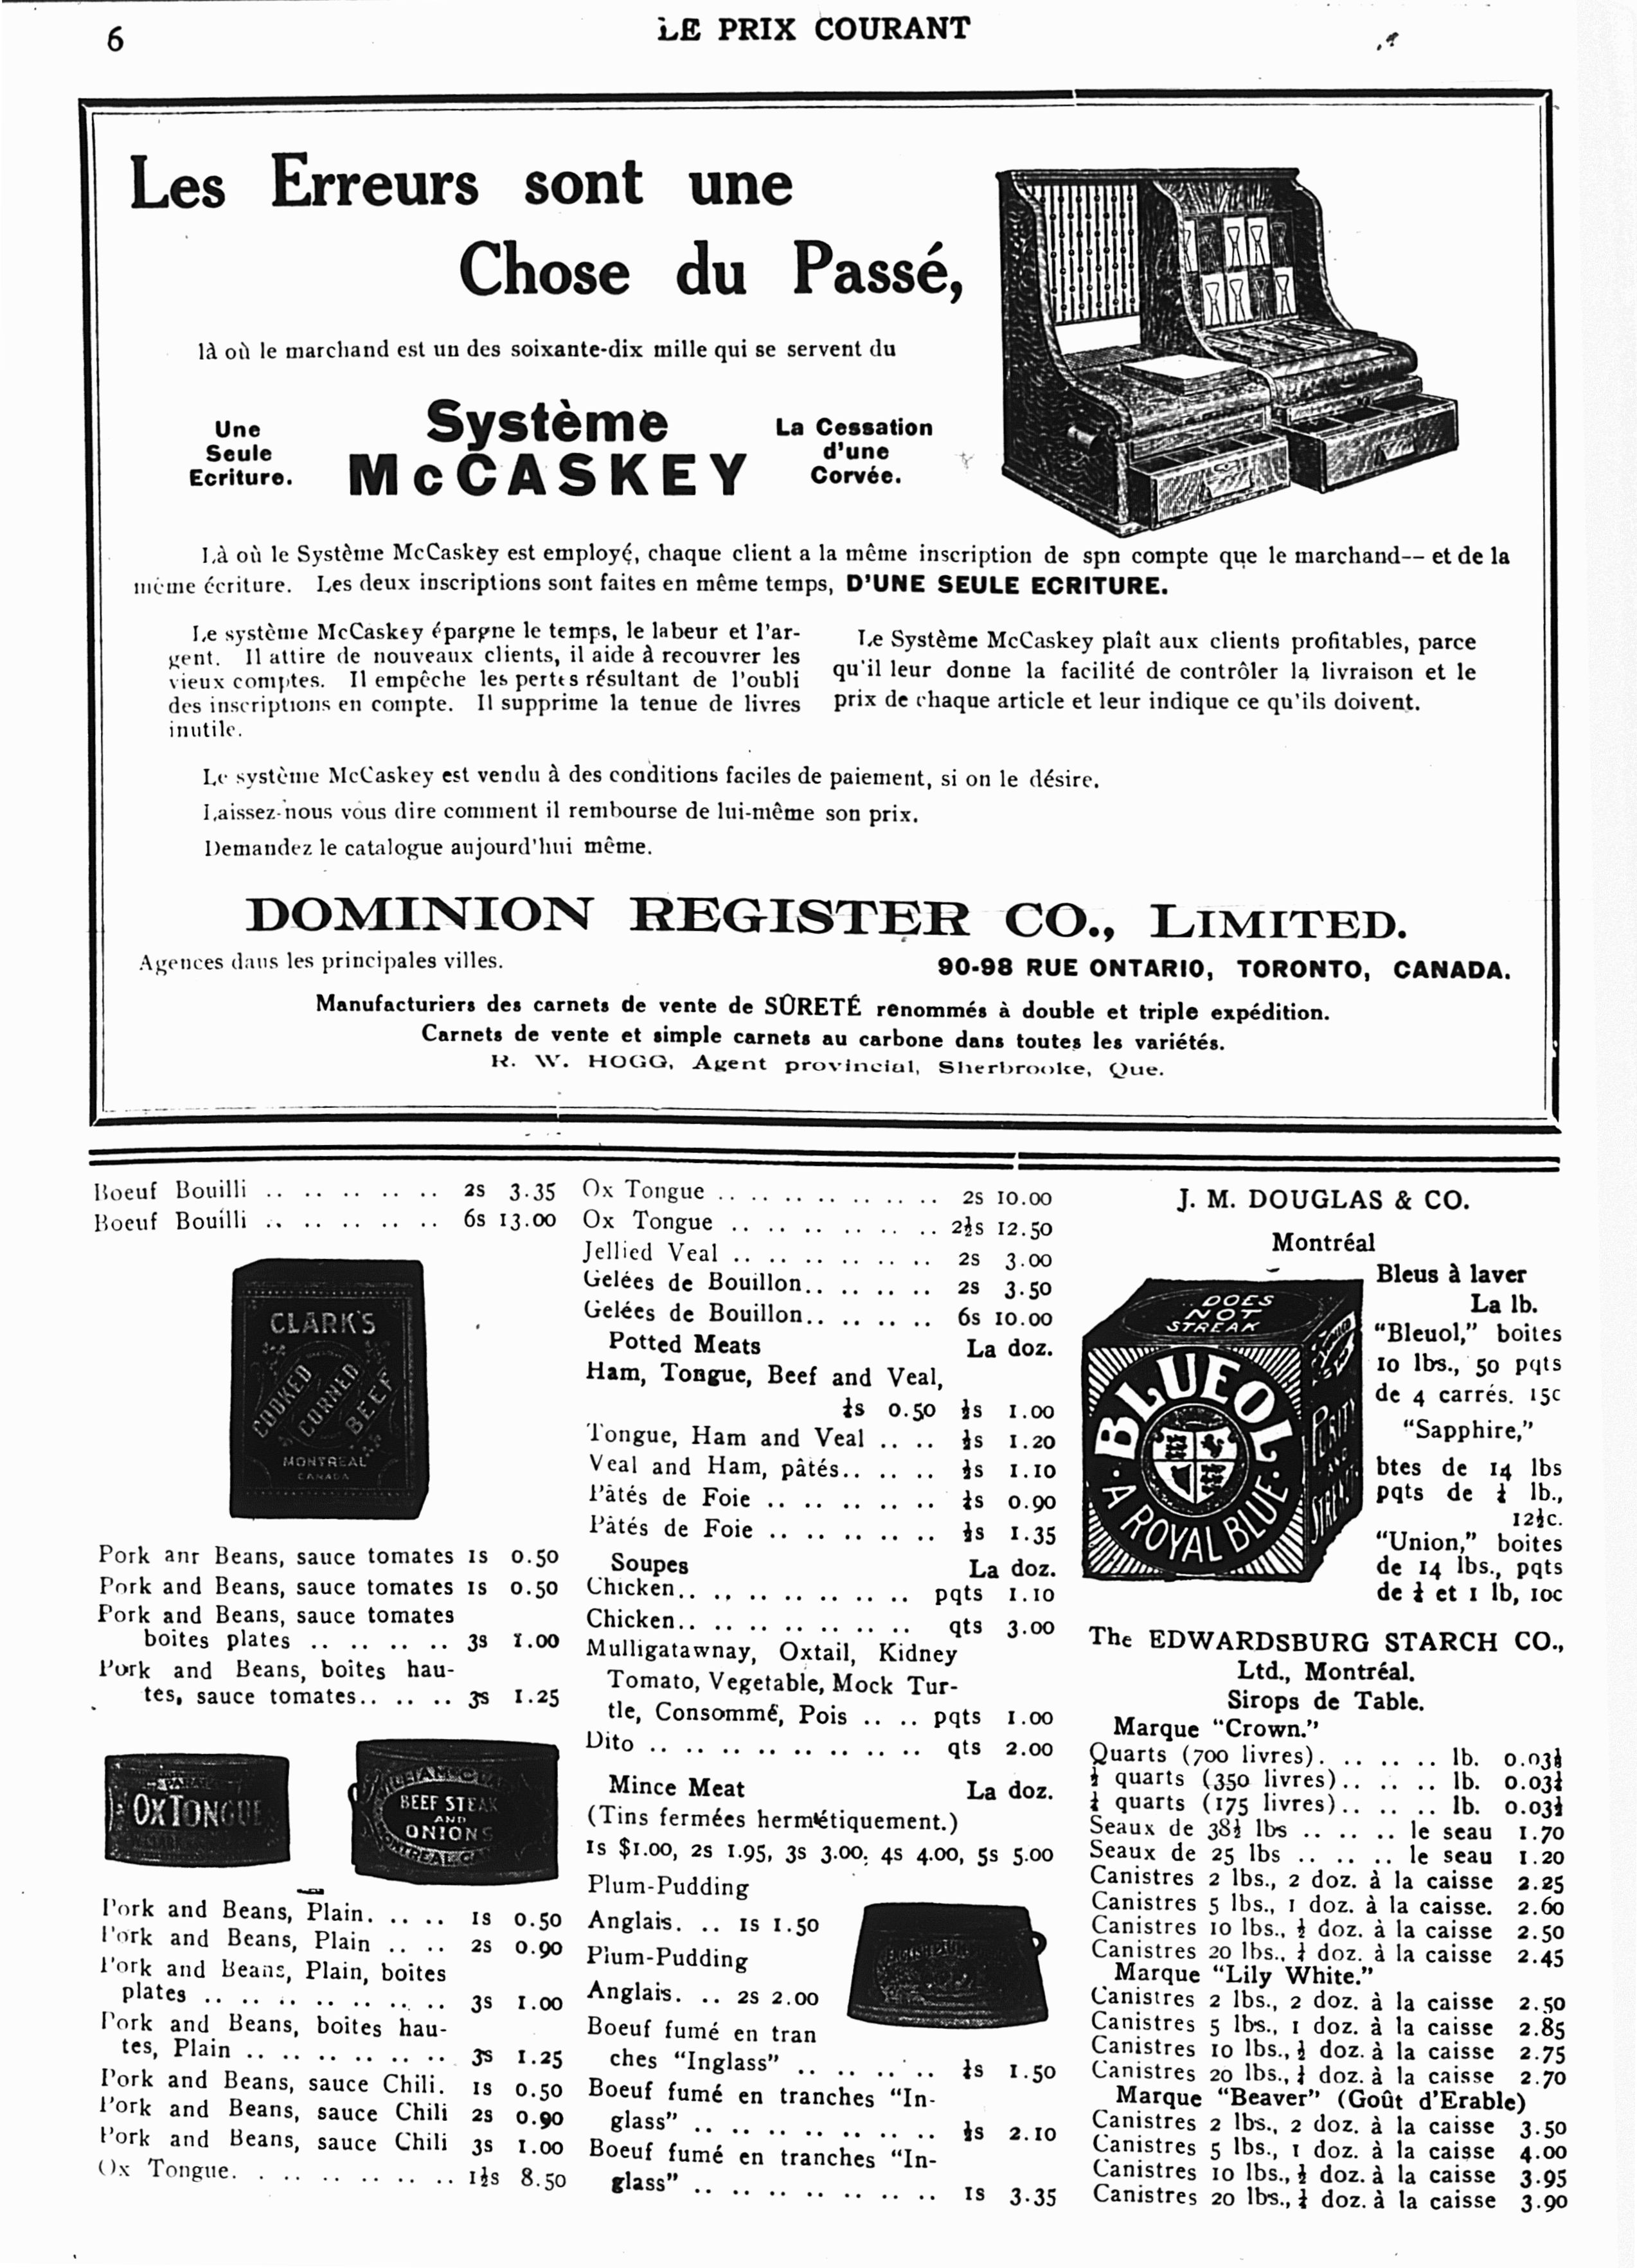 6
LE PRIX COURANT
Les Erreurs sont une
Chose du Passé,
là où le marchand est un des soixante-dix mille qui se servent du
Une
Seule
Ecriture.
Système
McCASKEY
La Cessation
d'une
Corvée.
Là où le Système McCaskey est employé, chaque client a la même inscription de spn compte que le marchand-- et de la
même écriture. Les deux inscriptions sont faites en même temps, D'UNE SEULE ECRITURE.
Le système McCaskey épargne le temps, le labeur et l'ar-
gent. Il attire de nouveaux clients, il aide à recouvrer les
vieux comptes. Il empêche les pertes résultant de l'oubli
des inscriptions en compte. Il supprime la tenue de livres
inutile.
Le Système McCaskey plaît aux clients profitables, parce
qu'il leur donne la facilité de contrôler la livraison et le
prix de chaque article et leur indique ce qu'ils doivent.
Le système McCaskey est vendu à des conditions faciles de paiement, si on le désire.
Laissez-nous vous dire comment il rembourse de lui-même son prix.
Demandez le catalogue aujourd'hui même.
DOMINION REGISTER CO., LIMITED.
Agences dans les principales villes.
90-98 RUE ONTARIO, TORONTO, CANADA.
Manufacturiers des carnets de vente de SÛRETÉ renommés à double et triple expédition.
Carnets de vente et simple carnets au carbone dans toutes les variétés.
R. W. HOGG, Agent provincial, Sherbrooke, Que.
Boeuf Bouilli .. .. .. .. .. 2s 3.35
Boeuf Bouilli .. .. .. .. .. 6s 13.00
CLARK'S
COOKED
CORNED
BEEF
MONTREAL
CANADA
Pork anr Beans, sauce tomates 1s 0.50
Pork and Beans, sauce tomates 1s 0.50
Pork and Beans, sauce tomates
boites plates .. .. .. .. 3s 1.00
Pork and Beans, boites hau-
tes, sauce tomates.. .. .. 3s 1.25
OX TONGUE
BEEF STEAK
AND
ONIONS
Pork and Beans, Plain. .. .. 1s 0.50
Pork and Beans, Plain .. .. 2s 0.90
Pork and Beans, Plain, boites
plates .. .. .. .. .. .. .. 3s 1.00
Pork and Beans, boites hau-
tes, Plain .. .. .. .. .. .. 3s 1.25
Pork and Beans, sauce Chili. 1s 0.50
Pork and Beans, sauce Chili 2s 0.90
Pork and Beans, sauce Chili 3s 1.00
Ox Tongue. . .. .. .. .. .. 1½s 8.50
Ox Tongue .. .. .. .. .. .. 2s 10.00
Ox Tongue .. .. .. .. .. .. 2½s 12.50
Jellied Veal .. .. .. .. .. .. 2s 3.00
Gelées de Bouillon.. .. .. .. 2s 3.50
Gelées de Bouillon.. .. .. .. 6s 10.00
Potted Meats La doz.
Ham, Tongue, Beef and Veal,
¼s 0.50 ½s 1.00
Tongue, Ham and Veal .. .. ½s 1.20
Veal and Ham, pâtés.. .. .. ½s 1.10
Pâtés de Foie .. .. .. .. .. ¼s 0.90
Pâtés de Foie .. .. .. .. .. ½s 1.35
Soupes La doz.
Chicken.. .. .. .. .. .. .. pqts 1.10
Chicken.. .. .. .. .. .. .. qts 3.00
Mulligatawnay, Oxtail, Kidney
Tomato, Vegetable, Mock Tur-
tle, Consommé, Pois .. .. pqts 1.00
Dito .. .. .. .. .. .. .. .. qts 2.00
Mince Meat La doz.
(Tins fermées hermétiquement.)
1s $1.00, 2s 1.95, 3s 3.00; 4s 4.00, 5s 5.00
Plum-Pudding
Anglais. .. 1s 1.50
Plum-Pudding
Anglais. .. 2s 2.00
Boeuf fumé en tran
ches "Inglass" .. .. .. .. ¼s 1.50
Boeuf fumé en tranches "In-
glass" .. .. .. .. .. .. .. ½s 2.10
Boeuf fumé en tranches "In-
glass" .. .. .. .. .. .. .. 1s 3.35
J. M. DOUGLAS & CO.
Montréal
DOES
NOT
STREAK
BLUEOL
A ROYAL BLUE
PURITY
AND
STRENGTH
Bleus à laver
La lb.
"Bleuol," boites
10 lbs., 50 pqts
de 4 carrés. 15c
"Sapphire,"
btes de 14 lbs
pqts de ¼ lb.,
12½c.
"Union," boites
de 14 lbs., pqts
de ¼ et 1 lb, 10c
The EDWARDSBURG STARCH CO.,
Ltd., Montréal.
Sirops de Table.
Marque "Crown."
Quarts (700 livres). .. .. .. lb.
½ quarts (350 livres).. .. .. lb.
¼ quarts (175 livres).. .. .. lb.
Seaux de 38½ lbs .. .. .. le seau 1.70
Seaux de 25 lbs .. .. .. le seau 1.20
Canistres 2 lbs., 2 doz. à la caisse 2.25
Canistres 5 lbs., 1 doz. à la caisse. 2.60
Canistres 10 lbs., ½ doz. à la caisse 2.50
Canistres 20 lbs., ¼ doz. à la caisse 2.45
Marque "Lily White."
Canistres 2 lbs., 2 doz. à la caisse 2.50
Canistres 5 lbs., 1 doz. à la caisse 2.85
Canistres 10 lbs., ½ doz. à la caisse 2.75
Canistres 20 lbs., ¼ doz. à la caisse 2.70
Marque "Beaver" (Goût d'Erable)
Canistres 2 lbs., 2 doz. à la caisse 3.50
Canistres 5 lbs., 1 doz. à la caisse 4.00
Canistres 10 lbs., ½ doz. à la caisse 3.95
Canistres 20 lbs., ¼ doz. à la caisse 3.90